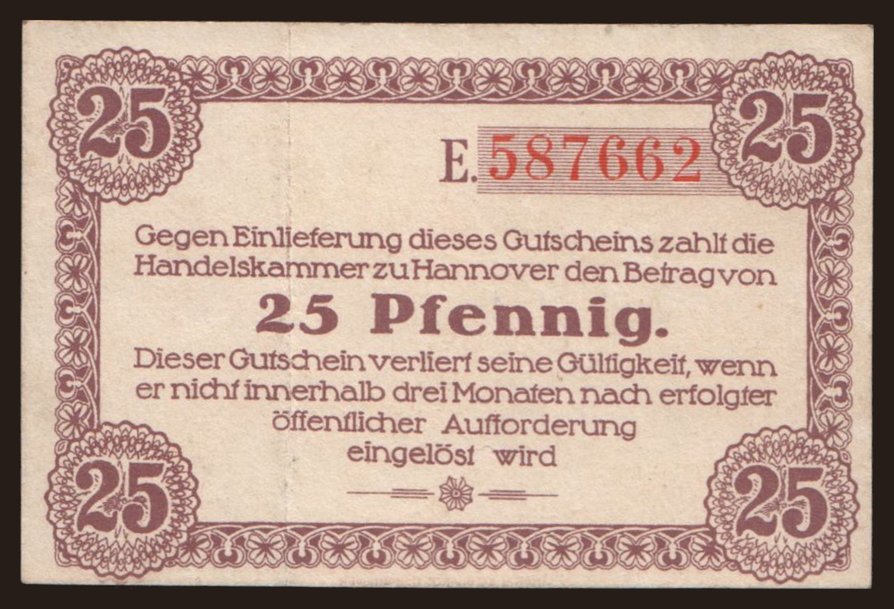 25 25
E. 587662
Gegen Einlieferung dieses Gutscheins zahlt die
Handelskammer zu Hannover den Betrag von
25 Pfennig.
Dieser Gutschein verliert seine Gültigkeit, wenn
er nicht innerhalb drei Monaten nach erfolgter
öffentlicher Aufforderung
eingelöst wird
25 25